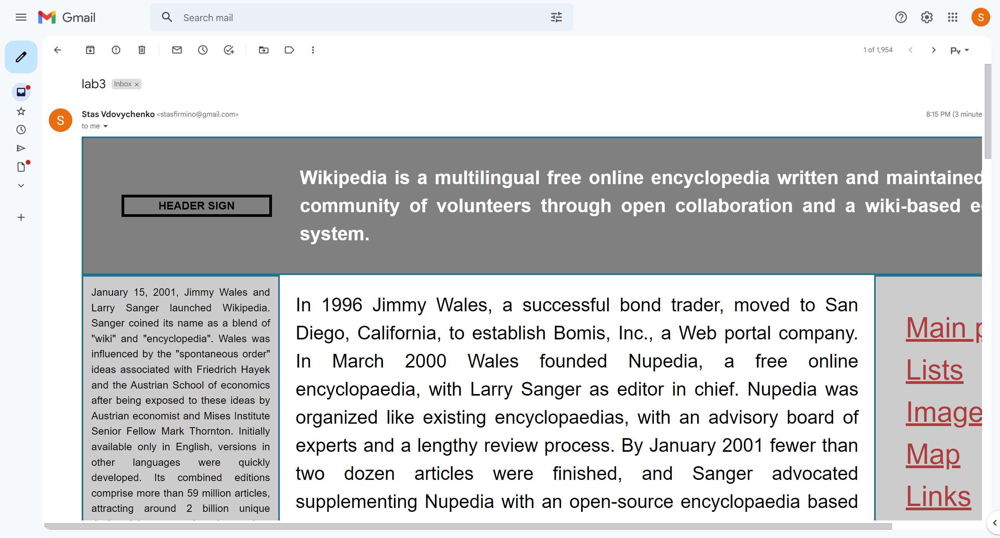 Gmail
Search mail
S
1 of 1,954
lab3
Inbox ×
S
Stas Vdovychenko <stasfirmino@gmail.com>
8:15 PM (3 minute
to me
HEADER SIGN
Wikipedia is a multilingual free online encyclopedia written and maintained
community of volunteers through open collaboration and a wiki-based
system.
January 15, 2001, Jimmy Wales and
Larry Sanger launched Wikipedia.
Sanger coined its name as a blend of
"wiki" and "encyclopedia". Wales was
influenced by the "spontaneous order"
ideas associated with Friedrich Hayek
and the Austrian School of economics
after being exposed to these ideas by
Austrian economist and Mises Institute
Senior Fellow Mark Thornton. Initially
available only in English, versions in
other languages were quickly
developed. Its combined editions
comprise more than 59 million articles,
attracting around 2 billion unique
In 1996 Jimmy Wales, a successful bond trader, moved to San
Diego, California, to establish Bomis, Inc., a Web portal company.
In March 2000 Wales founded Nupedia, a free online
encyclopaedia, with Larry Sanger as editor in chief. Nupedia was
organized like existing encyclopaedias, with an advisory board of
experts and a lengthy review process. By January 2001 fewer than
two dozen articles were finished, and Sanger advocated
supplementing Nupedia with an open-source encyclopaedia based
Main
Lists
Image
Map
Links